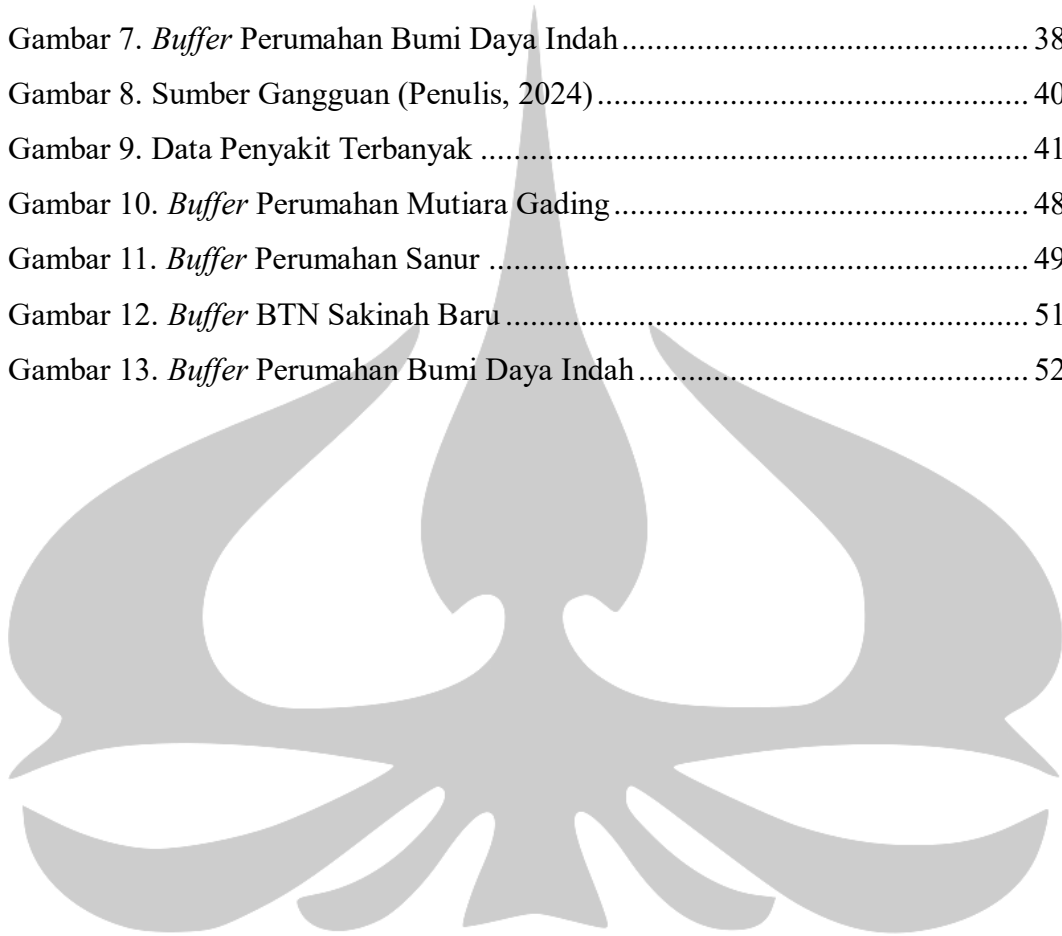 Gambar 7. Buffer Perumahan Bumi Daya Indah............................................................ 38
Gambar 8. Sumber Gangguan (Penulis, 2024)............................................................ 40
Gambar 9. Data Penyakit Terbanyak............................................................ 41
Gambar 10. Buffer Perumahan Mutiara Gading............................................................ 48
Gambar 11. Buffer Perumahan Sanur............................................................ 49
Gambar 12. Buffer BTN Sakinah Baru............................................................ 51
Gambar 13. Buffer Perumahan Bumi Daya Indah............................................................ 52